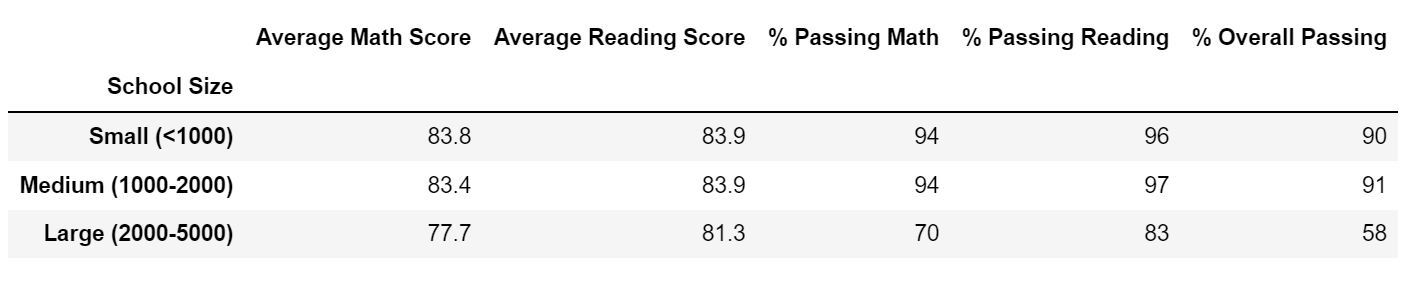 Average Math Score Average Reading Score % Passing Math % Passing Reading % Overall Passing
School Size
Small (<1000) 83.8 83.9 94 96 90
Medium (1000-2000) 83.4 83.9 94 97 91
Large (2000-5000) 77.7 81.3 70 83 58